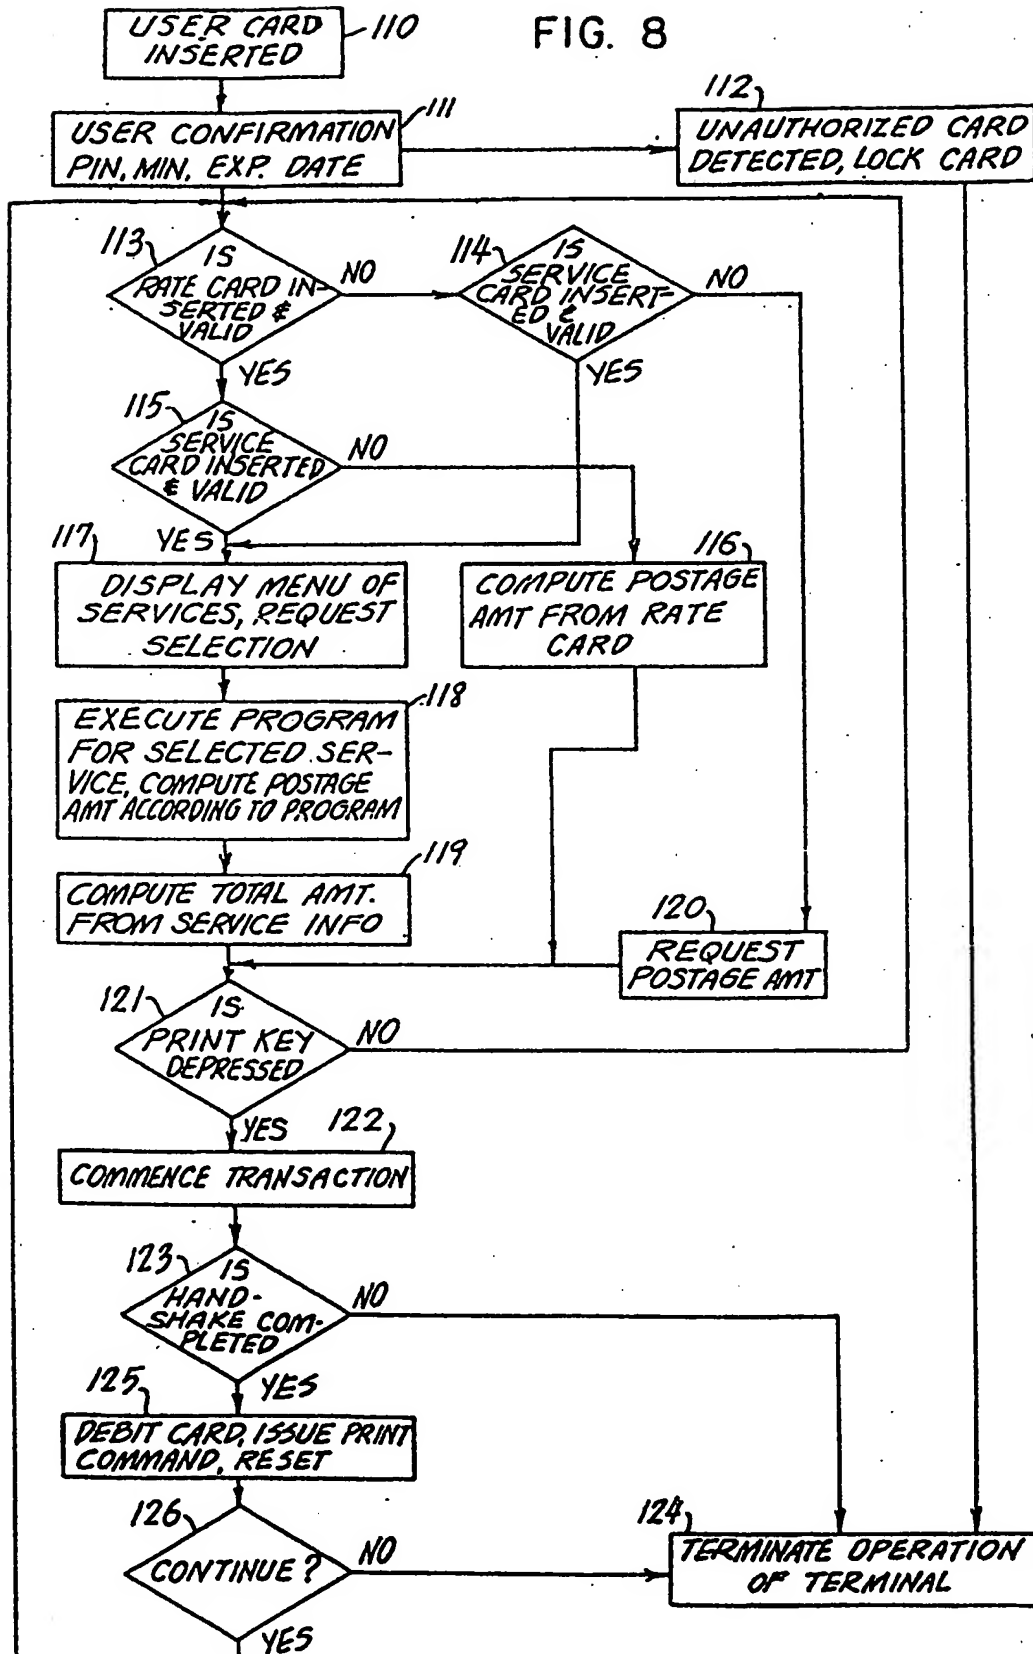 FIG. 8
USER CARD
INSERTED
110
USER CONFIRMATION
PIN, MIN, EXP. DATE
111
112
UNAUTHORIZED CARD
DETECTED, LOCK CARD
113
IS
RATE CARD IN-
SERTED &
VALID
NO
YES
114
IS
SERVICE
CARD INSERT-
ED &
VALID
NO
YES
115
IS
SERVICE
CARD INSERTED
& VALID
NO
YES
116
COMPUTE POSTAGE
AMT FROM RATE
CARD
117
DISPLAY MENU OF
SERVICES, REQUEST
SELECTION
118
EXECUTE PROGRAM
FOR SELECTED SER-
VICE, COMPUTE POSTAGE
AMT ACCORDING TO PROGRAM
119
COMPUTE TOTAL AMT.
FROM SERVICE INFO
120
REQUEST
POSTAGE AMT
121
IS
PRINT KEY
DEPRESSED
NO
YES
122
COMMENCE TRANSACTION
123
IS
HAND-
SHAKE COM-
PLETED
NO
YES
125
DEBIT CARD, ISSUE PRINT
COMMAND, RESET
126
CONTINUE?
NO
YES
124
TERMINATE OPERATION
OF TERMINAL